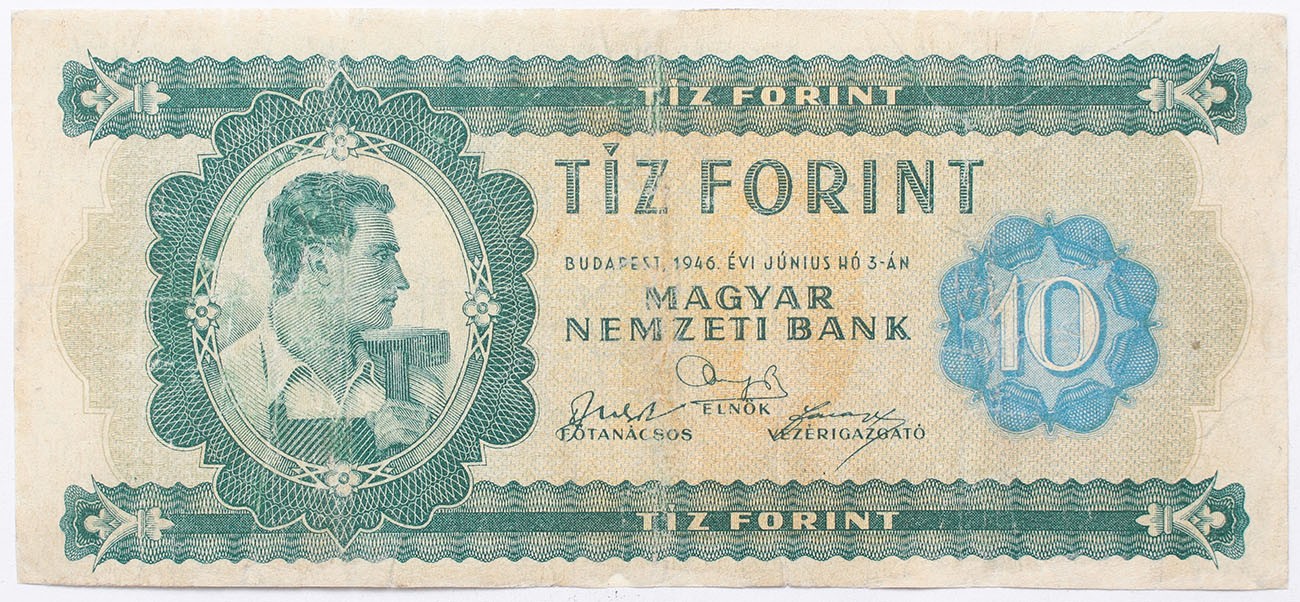 TÍZ FORINT
TÍZ FORINT
BUDAPEST, 1946. ÉVI JÚNIUS HÓ 3-ÁN
MAGYAR
NEMZETI BANK
10
ELNÖK
FŐTANÁCSOS VEZÉRIGAZGATÓ
TÍZ FORINT